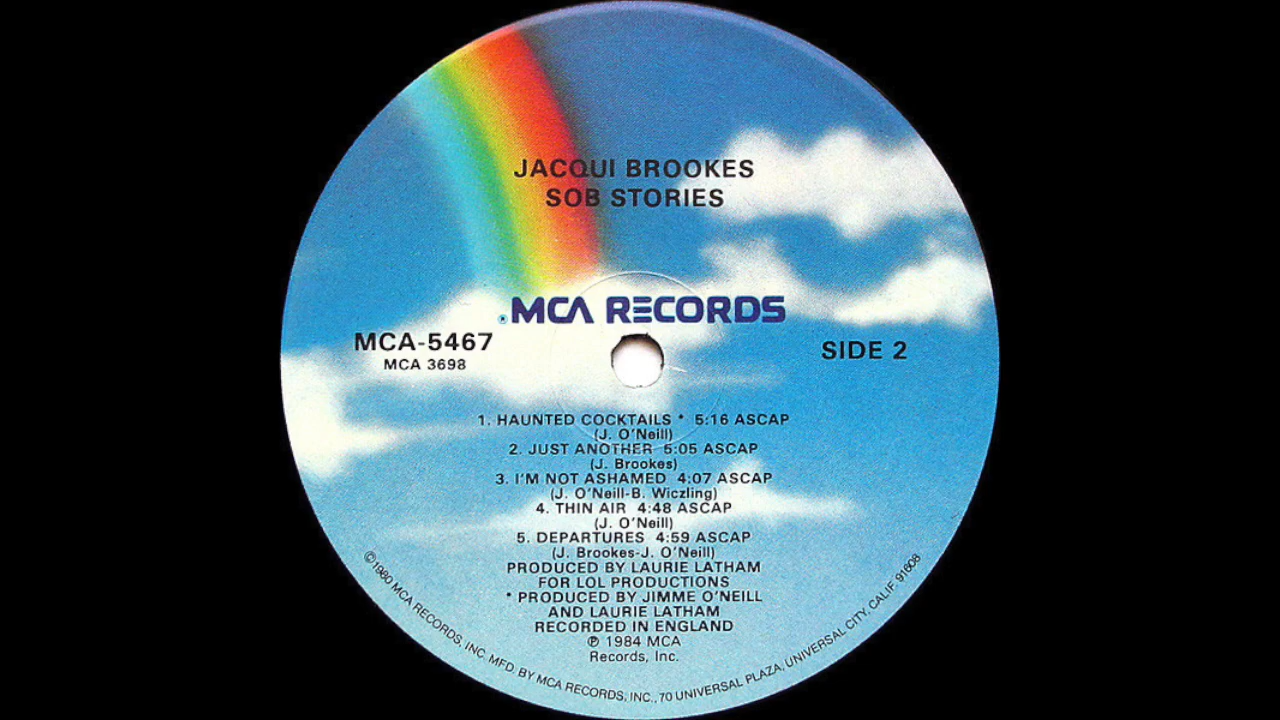 JACQUI BROOKES
SOB STORIES
® MCA RECORDS
MCA-5467
MCA 3698
SIDE 2
1. HAUNTED COCKTAILS * 5:16 ASCAP
(J. O'Neill)
2. JUST ANOTHER 5:05 ASCAP
(J. Brookes)
3. I'M NOT ASHAMED 4:07 ASCAP
(J. O'Neill-B. Wiczling)
4. THIN AIR 4:48 ASCAP
(J. O'Neill)
5. DEPARTURES 4:59 ASCAP
(J. Brookes-J. O'Neill)
PRODUCED BY LAURIE LATHAM
FOR LOL PRODUCTIONS
* PRODUCED BY JIMME O'NEILL
AND LAURIE LATHAM
RECORDED IN ENGLAND
℗ 1984 MCA
Records, Inc.
©1980 MCA RECORDS, INC. MFD. BY MCA RECORDS, INC., 70 UNIVERSAL PLAZA, UNIVERSAL CITY, CALIF. 91608